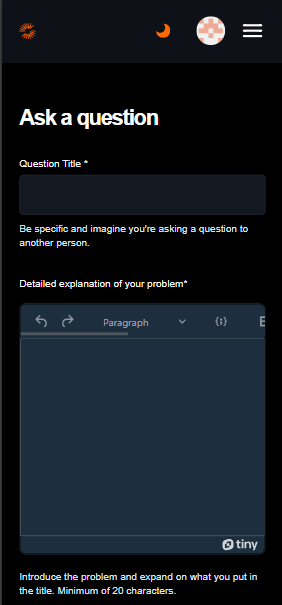 Ask a question
Question Title *
Be specific and imagine you're asking a question to
another person.
Detailed explanation of your problem*
Paragraph
{;}
tiny
Introduce the problem and expand on what you put in
the title. Minimum of 20 characters.